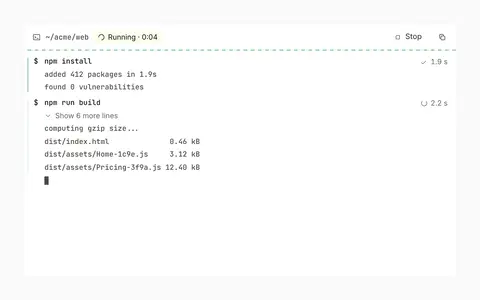 ~/acme/web Running · 0:04 Stop
$ npm install 1.9 s
added 412 packages in 1.9s
found 0 vulnerabilities
$ npm run build 2.2 s
Show 6 more lines
computing gzip size...
dist/index.html 0.46 kB
dist/assets/Home-1c9e.js 3.12 kB
dist/assets/Pricing-3f9a.js 12.40 kB